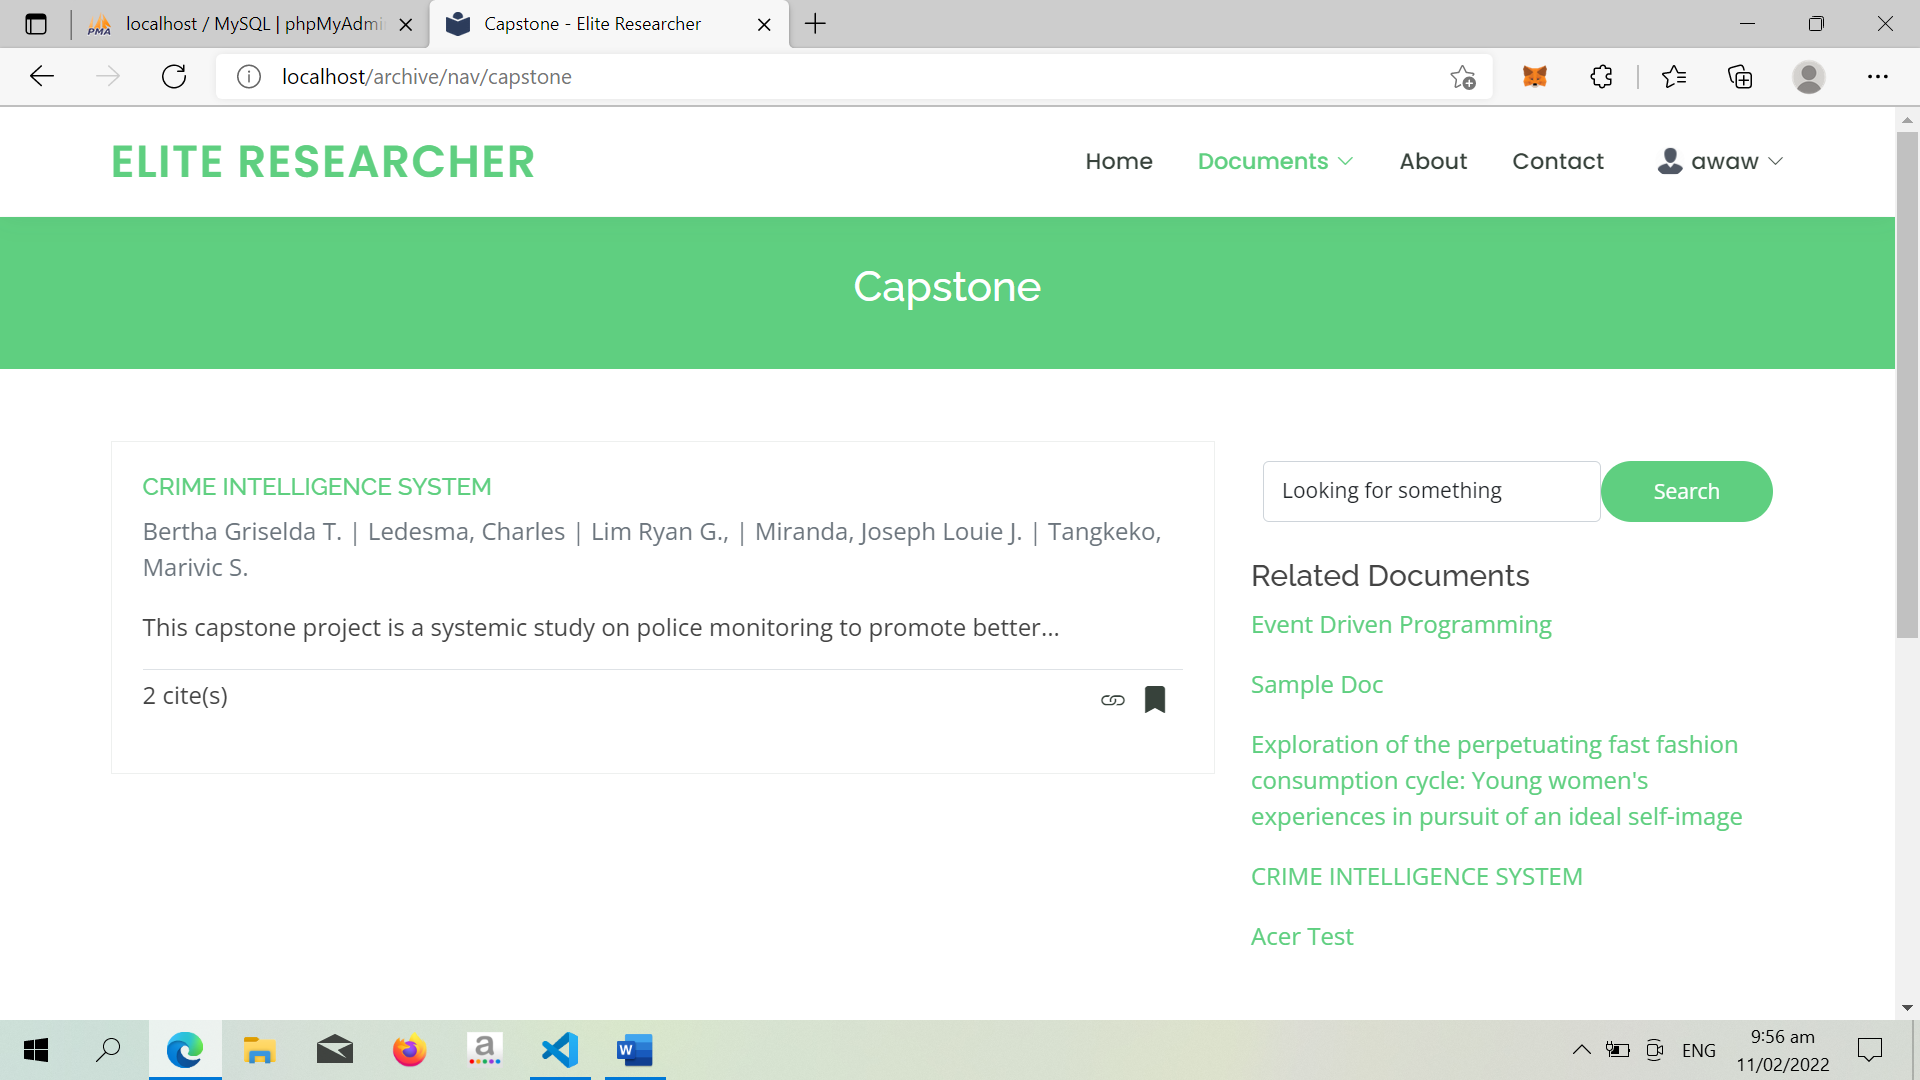 localhost / MySQL | phpMyAdmi
Capstone - Elite Researcher
localhost/archive/nav/capstone
ELITE RESEARCHER
Home
Documents
About
Contact
awaw
Capstone
CRIME INTELLIGENCE SYSTEM
Bertha Griselda T. | Ledesma, Charles | Lim Ryan G., | Miranda, Joseph Louie J. | Tangkeko,
Marivic S.
This capstone project is a systemic study on police monitoring to promote better...
2 cite(s)
Looking for something
Search
Related Documents
Event Driven Programming
Sample Doc
Exploration of the perpetuating fast fashion
consumption cycle: Young women's
experiences in pursuit of an ideal self-image
CRIME INTELLIGENCE SYSTEM
Acer Test
ENG
9:56 am
11/02/2022